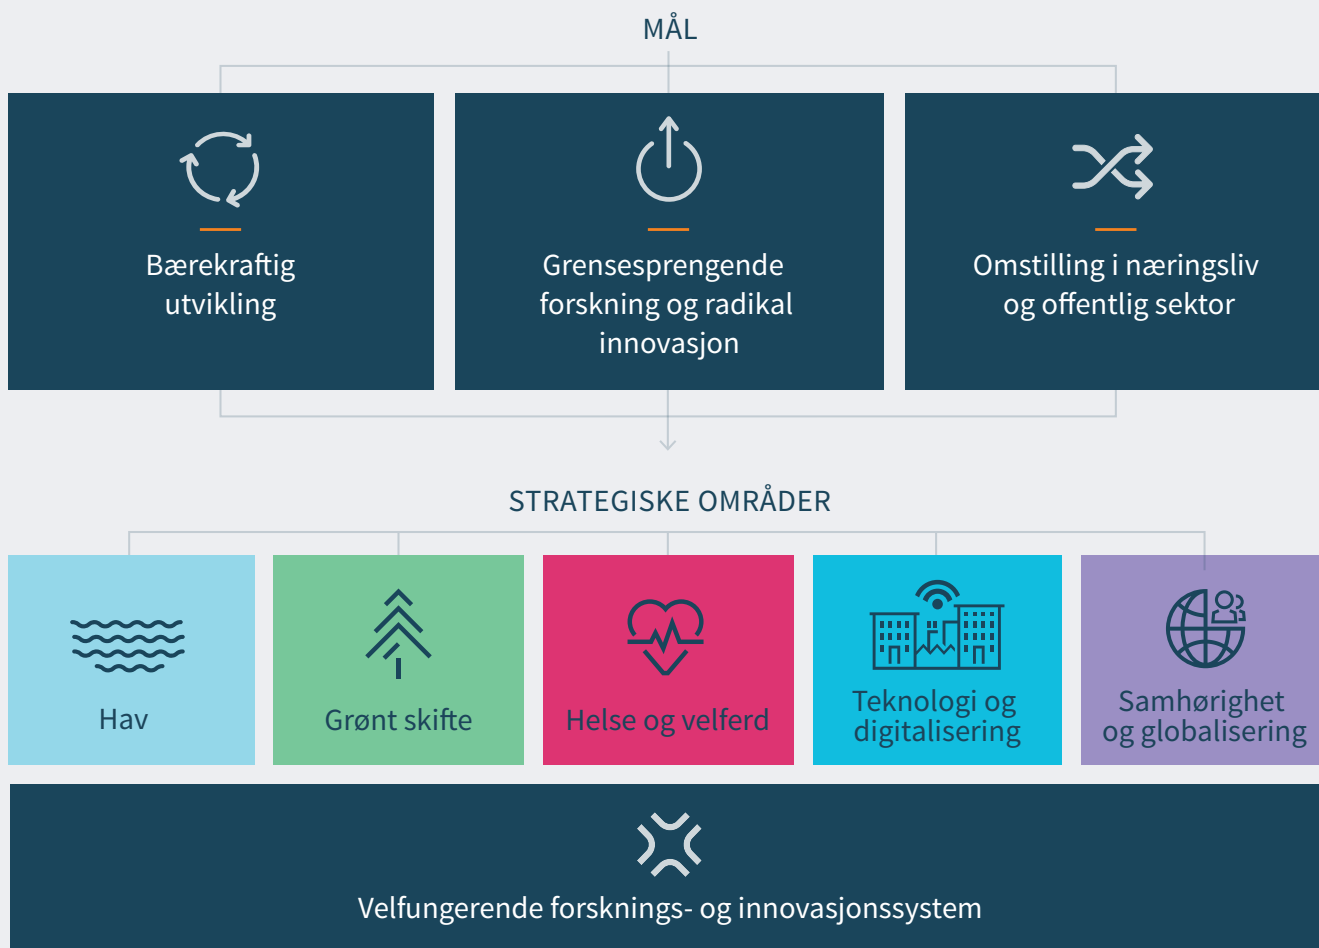 MÅL
Bærekraftig
utvikling
Grensesprengende
forskning og radikal
innovasjon
Omstilling i næringsliv
og offentlig sektor
STRATEGISKE OMRÅDER
Hav
Grønt skifte
Helse og velferd
Teknologi og
digitalisering
Samhørighet
og globalisering
Velfungerende forsknings- og innovasjonssystem